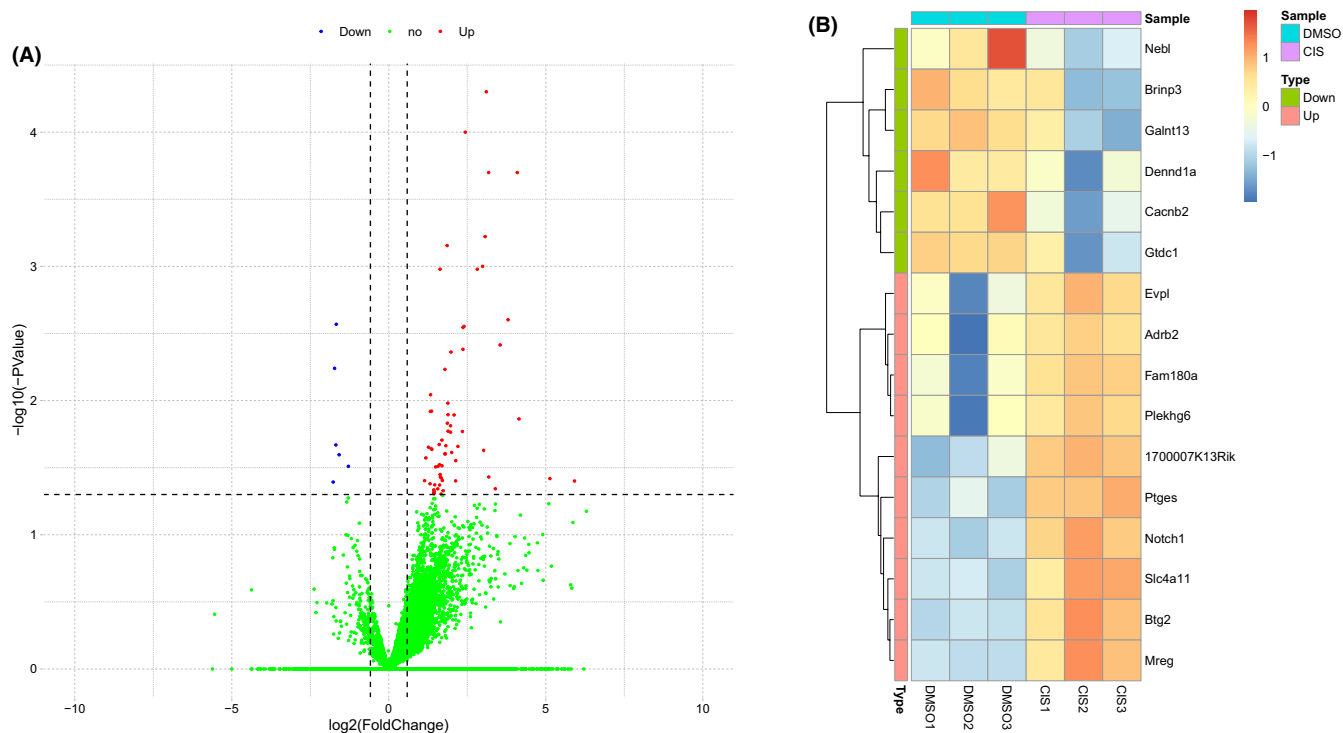 Down no Up
(A)
−log10(−PValue)
4
3
2
1
0
−10 −5 0 5 10
log2(FoldChange)
(B)
Sample
Nebl
Brinp3
Galnt13
Dennd1a
Cacnb2
Gtdc1
Evpl
Adrb2
Fam180a
Plekhg6
1700007K13Rik
Ptges
Notch1
Slc4a11
Btg2
Mreg
Type DMSO1 DMSO2 DMSO3 CIS1 CIS2 CIS3
1
0
−1
Sample
DMSO
CIS
Type
Down
Up